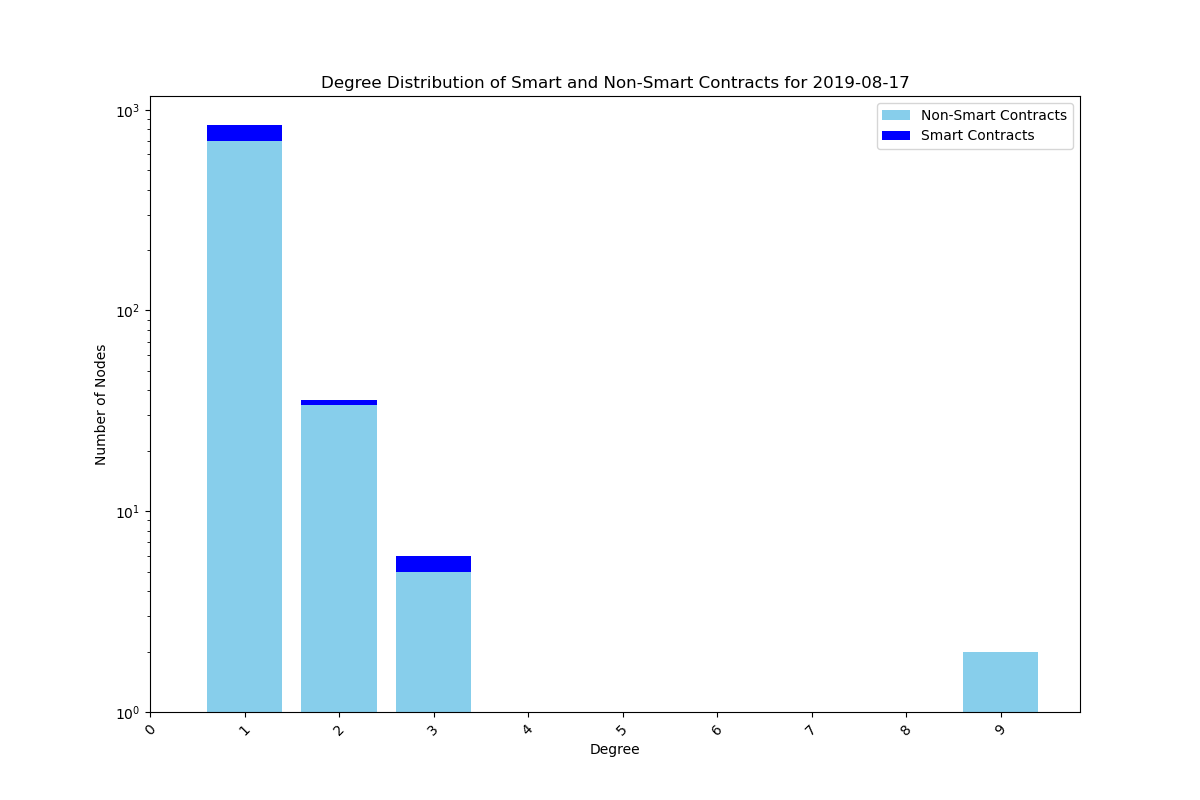 Degree Distribution of Smart and Non-Smart Contracts for 2019-08-17
Non-Smart Contracts
Smart Contracts
Number of Nodes
10³
10²
10¹
10⁰
0 1 2 3 4 5 6 7 8 9
Degree